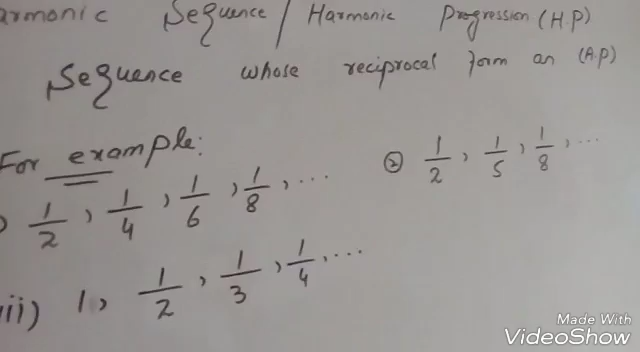 armonic Sequence / Harmonic Progression (H.P)
Sequence whose reciprocal form an (A.P)
For example:
) 1/2, 1/4, 1/6, 1/8, ...
② 1/2, 1/5, 1/8, ...
iii) 1, 1/2, 1/3, 1/4, ...
Made With
VideoShow